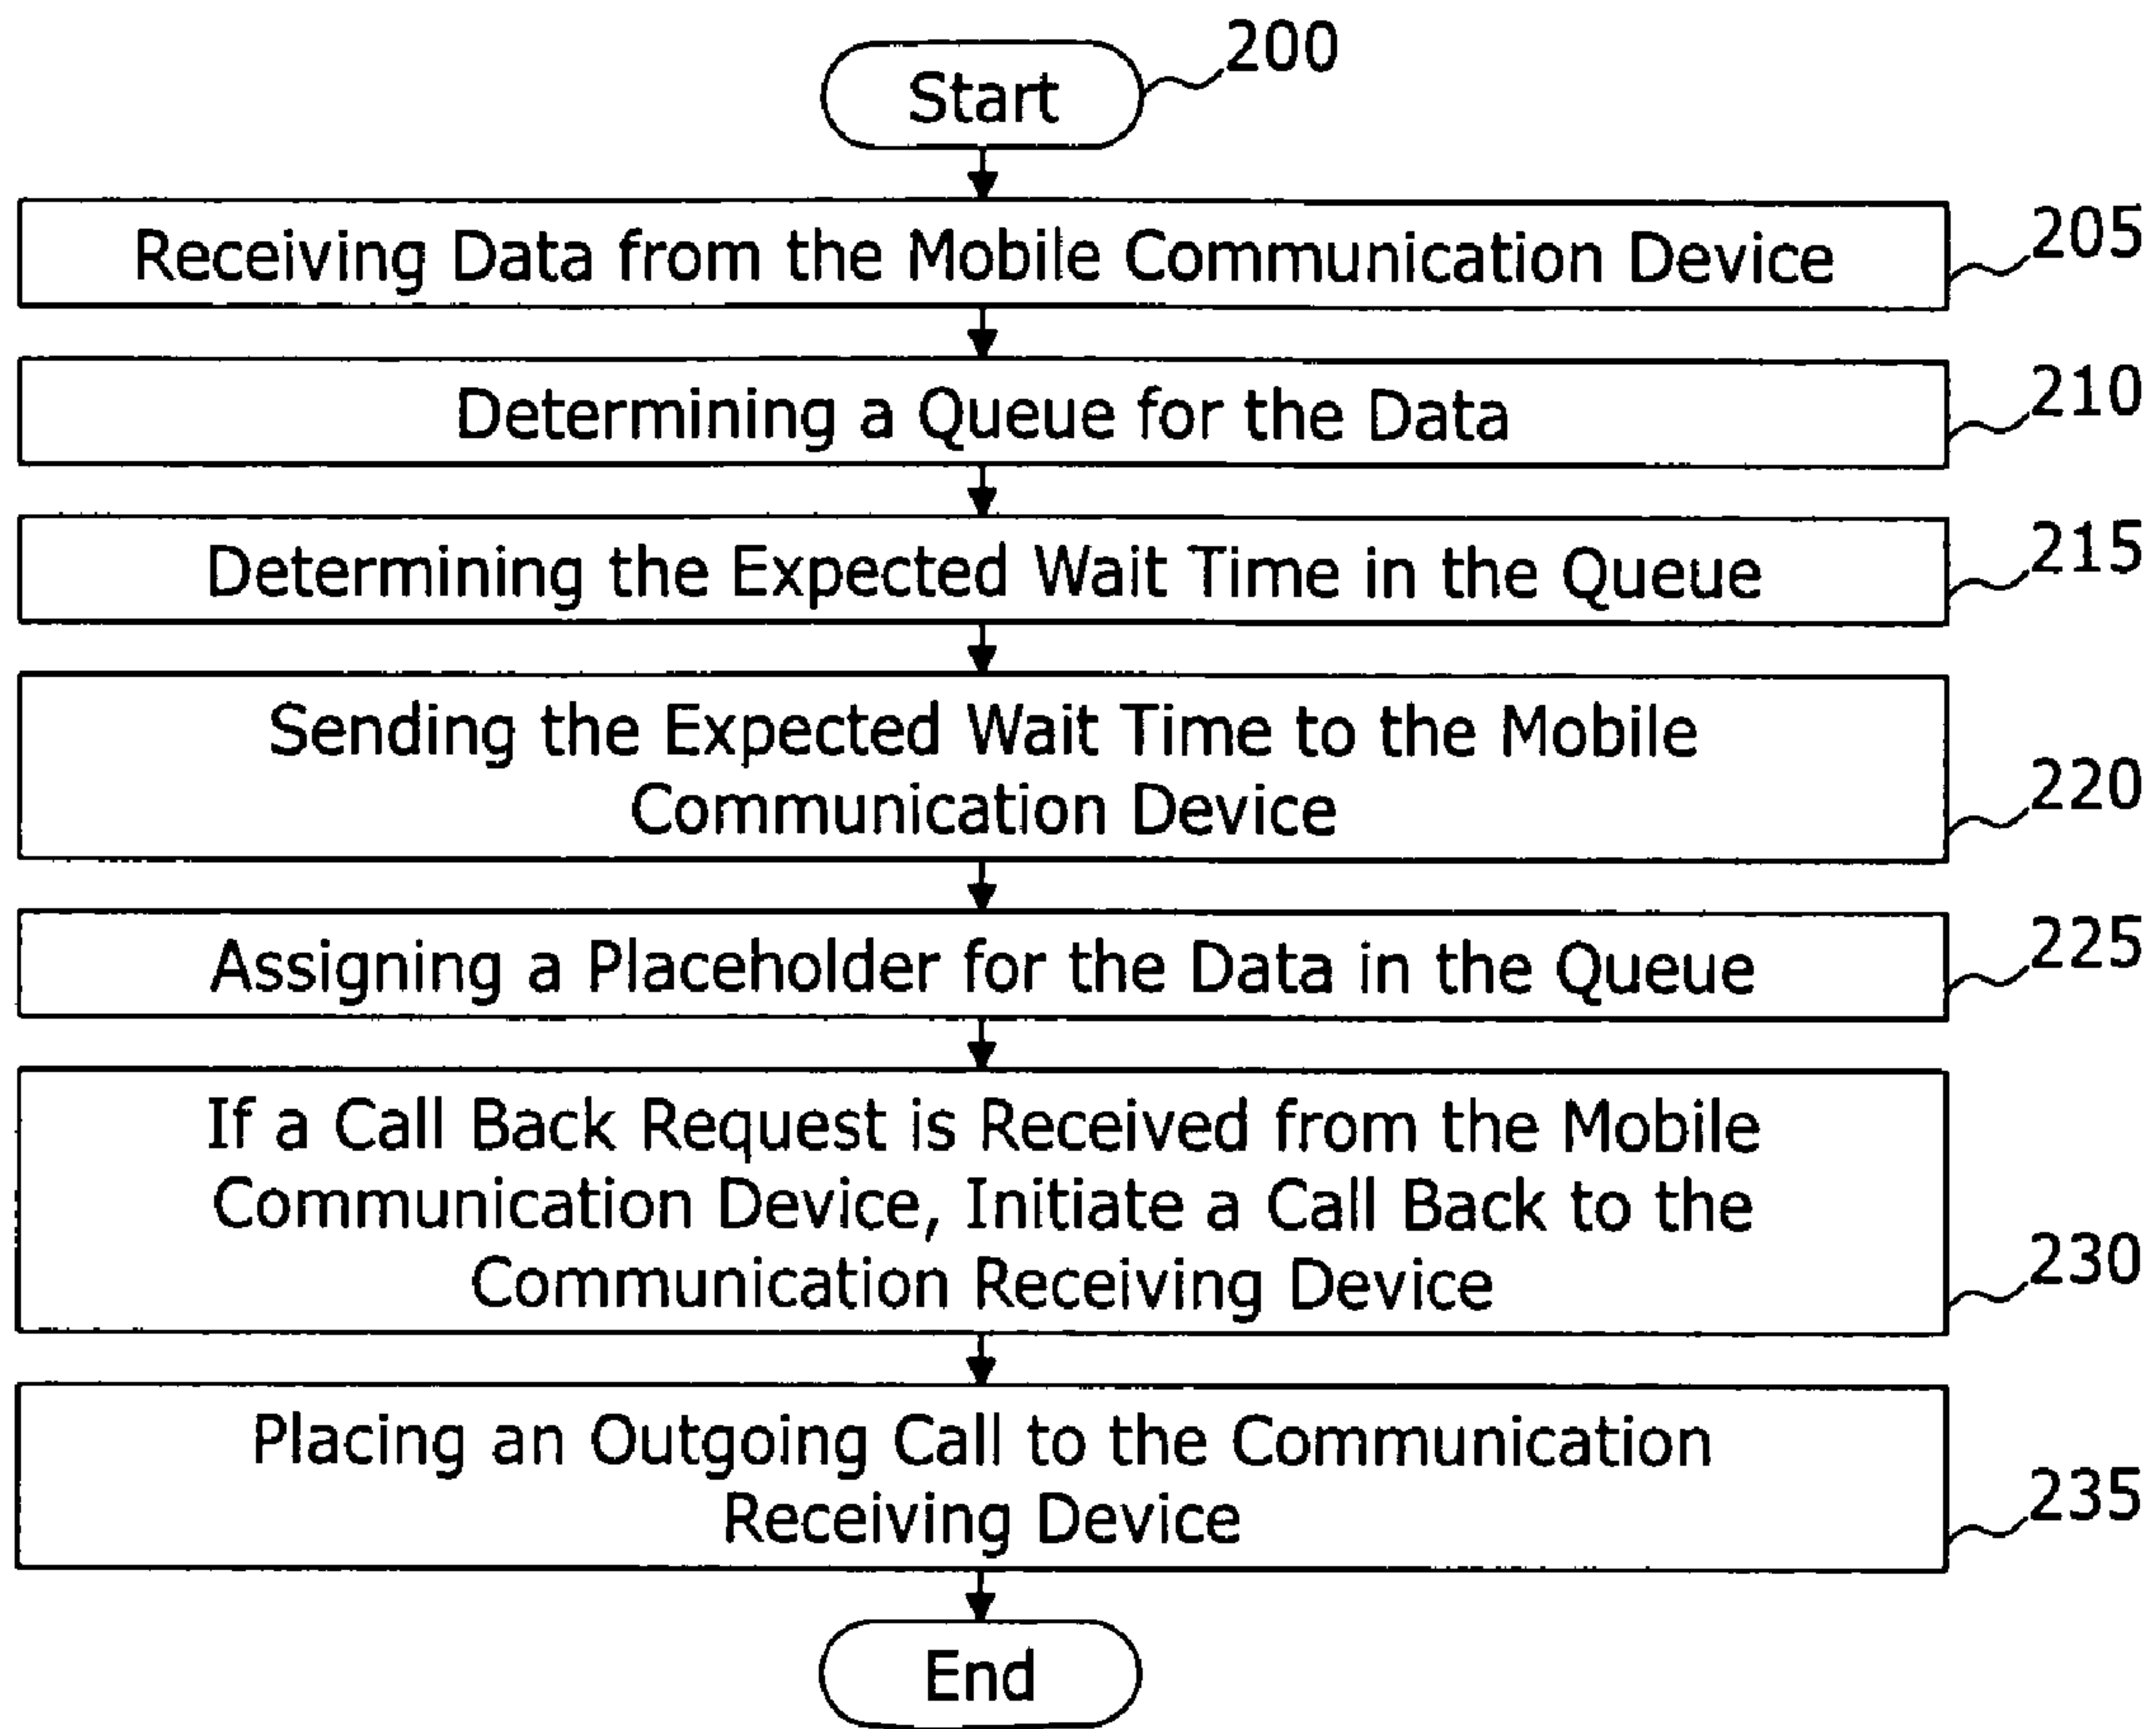 Start
200
Receiving Data from the Mobile Communication Device
205
Determining a Queue for the Data
210
Determining the Expected Wait Time in the Queue
215
Sending the Expected Wait Time to the Mobile
Communication Device
220
Assigning a Placeholder for the Data in the Queue
225
If a Call Back Request is Received from the Mobile
Communication Device, Initiate a Call Back to the
Communication Receiving Device
230
Placing an Outgoing Call to the Communication
Receiving Device
235
End